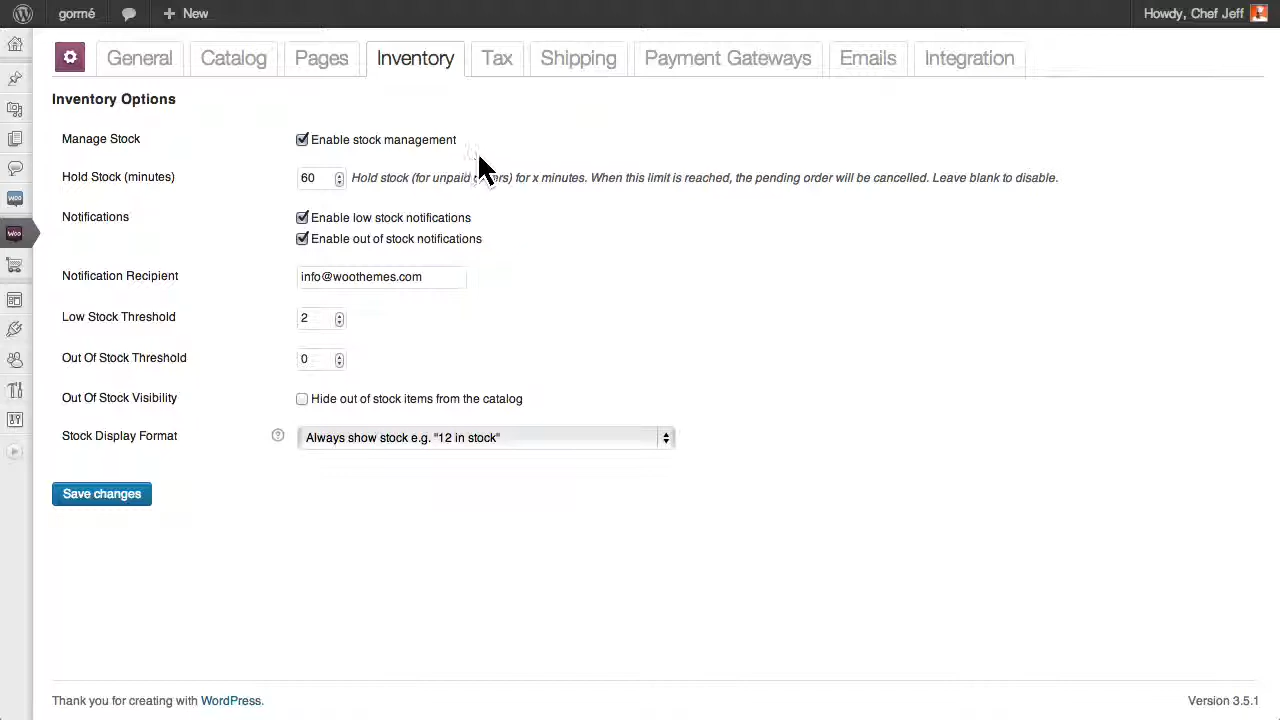 gormé
New
Howdy, Chef Jeff
General
Catalog
Pages
Inventory
Tax
Shipping
Payment Gateways
Emails
Integration
Inventory Options
Manage Stock
Enable stock management
Hold Stock (minutes)
60
Hold stock (for unpaid) for x minutes. When this limit is reached, the pending order will be cancelled. Leave blank to disable.
Notifications
Enable low stock notifications
Enable out of stock notifications
Notification Recipient
info@woothemes.com
Low Stock Threshold
2
Out Of Stock Threshold
0
Out Of Stock Visibility
Hide out of stock items from the catalog
Stock Display Format
Always show stock e.g. "12 in stock"
Save changes
Thank you for creating with WordPress.
Version 3.5.1